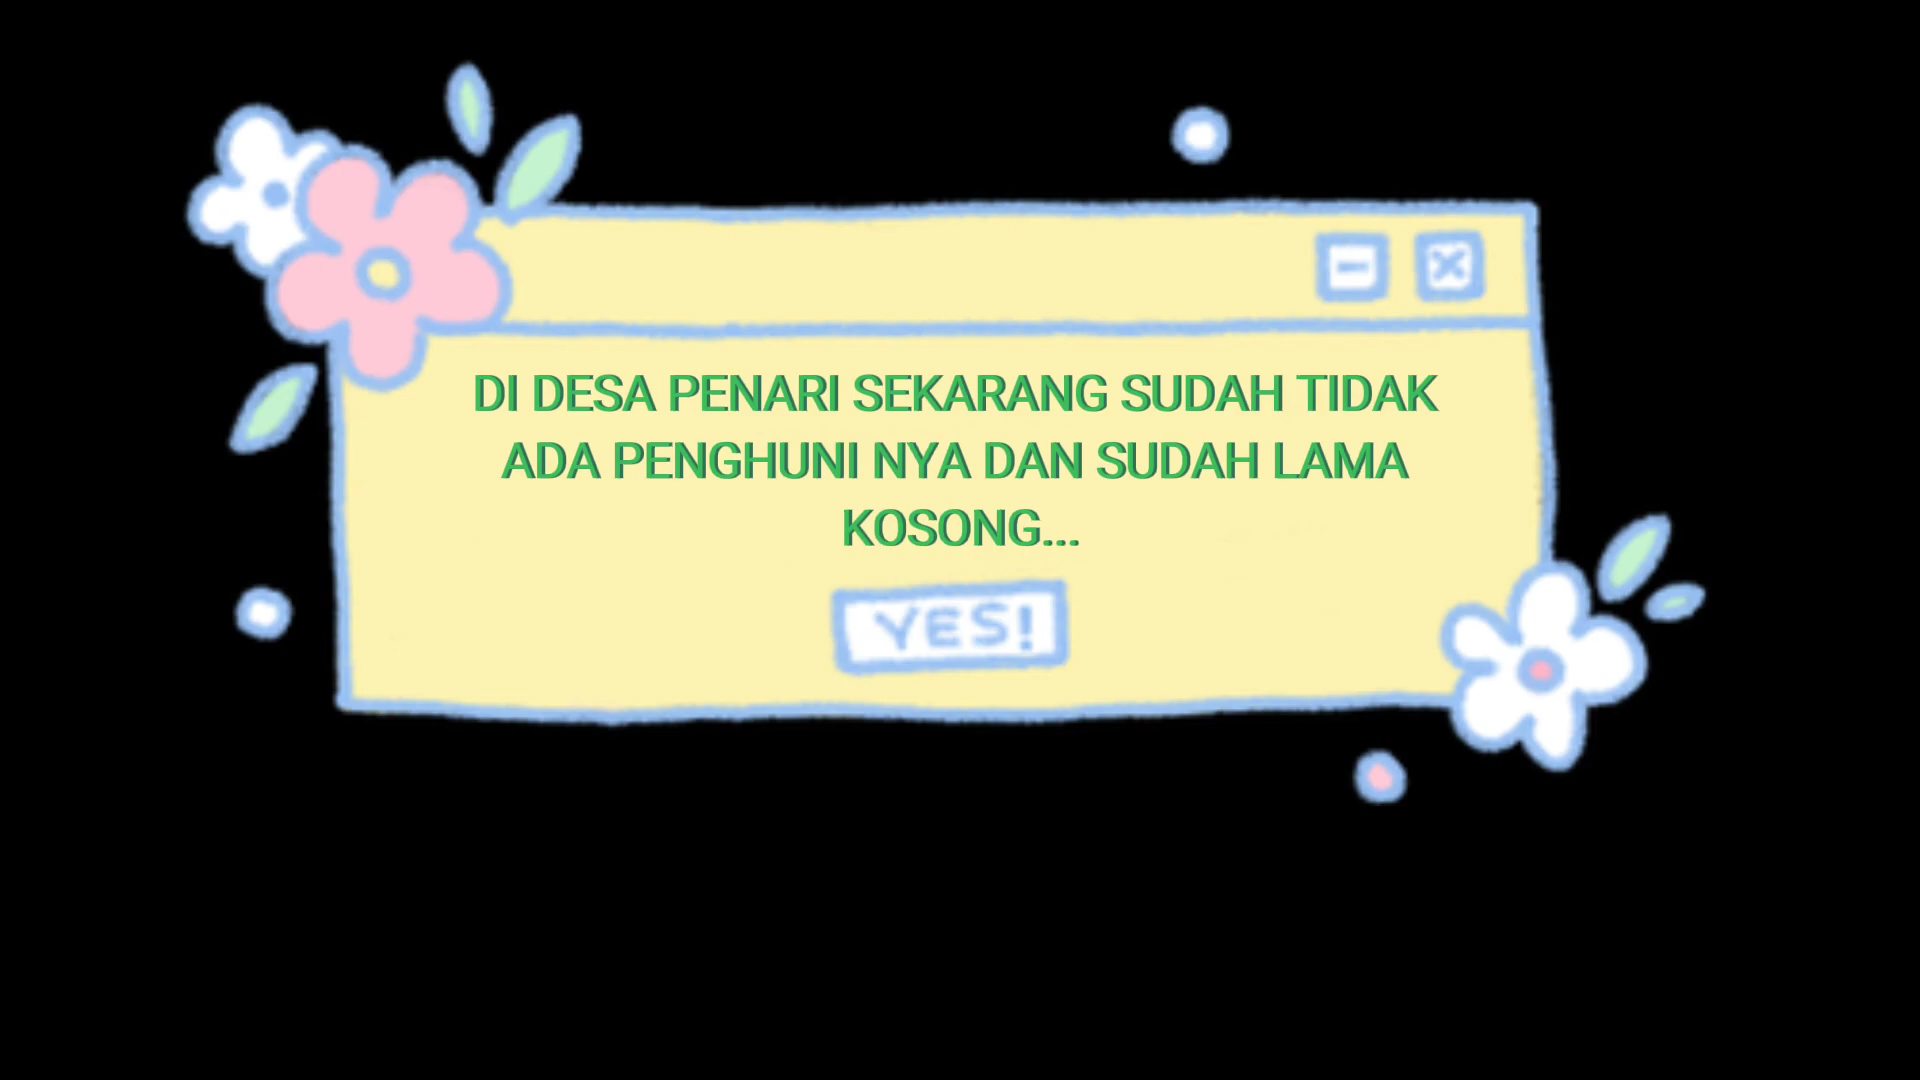 DI DESA PENARI SEKARANG SUDAH TIDAK
ADA PENGHUNI NYA DAN SUDAH LAMA
KOSONG...
YES!